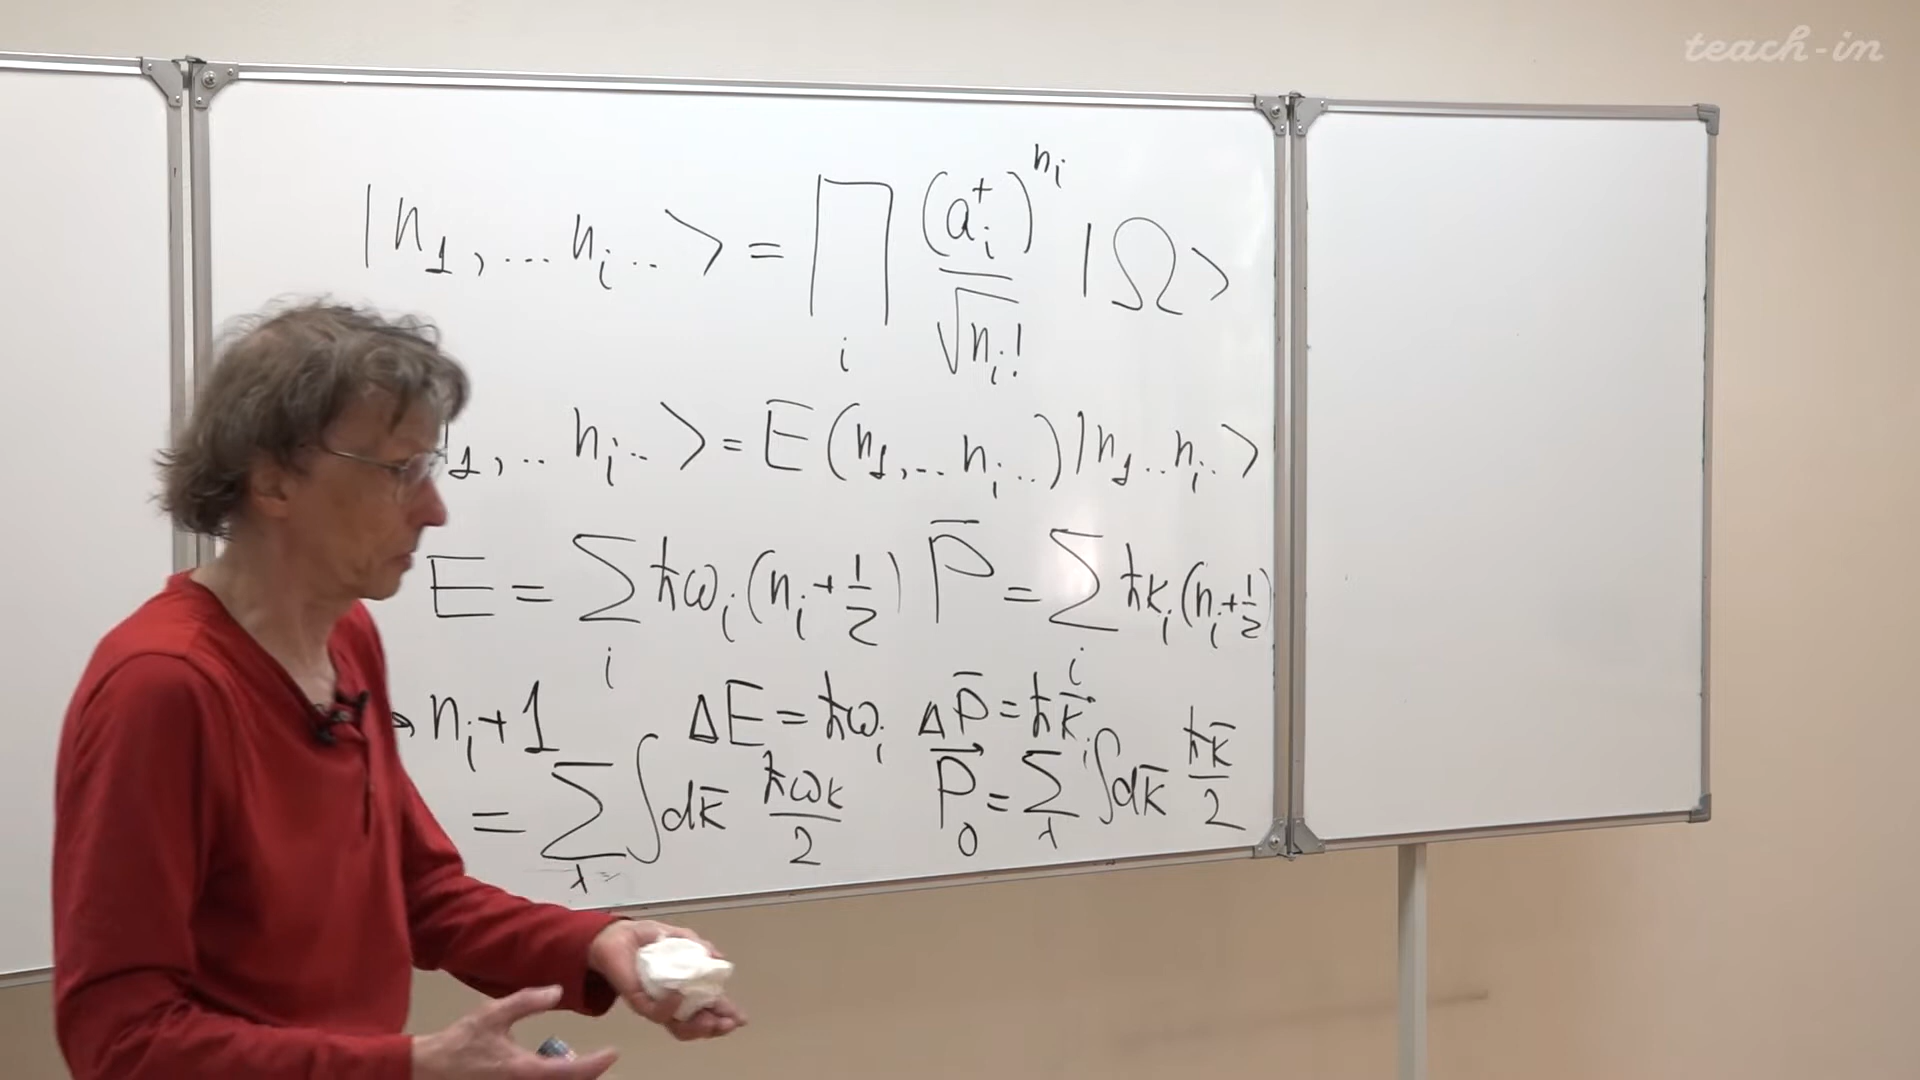 teach-in
|n₁, ... nᵢ .. > = ∏ᵢ (aᵢ⁺)ⁿⁱ / √nᵢ! |Ω>
₁, .. nᵢ .. > = E(n₁, .. nᵢ ..)|n₁ .. nᵢ .. >
E = ∑ᵢ ħωᵢ(nᵢ + 1/2) P̄ = ∑ᵢ ħkᵢ(nᵢ + 1/2)
→ nᵢ + 1 ΔE = ħωᵢ ΔP̄ = ħk⃗ᵢ
= ∑_λ ∫ dk̄ ħωₖ/2 P⃗₀ = ∑_λ ∫ dk̄ ħk̄/2